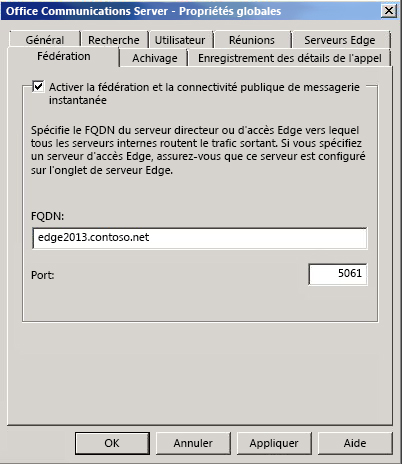 Office Communications Server - Propriétés globales
Général Recherche Utilisateur Réunions Serveurs Edge
Fédération Achivage Enregistrement des détails de l'appel
Activer la fédération et la connectivité publique de messagerie
instantanée
Spécifie le FQDN du serveur directeur ou d'accès Edge vers lequel
tous les serveurs internes routent le trafic sortant. Si vous spécifiez
un serveur d'accès Edge, assurez-vous que ce serveur est configuré
sur l'onglet de serveur Edge.
FQDN:
edge2013.contoso.net
Port: 5061
OK Annuler Appliquer Aide